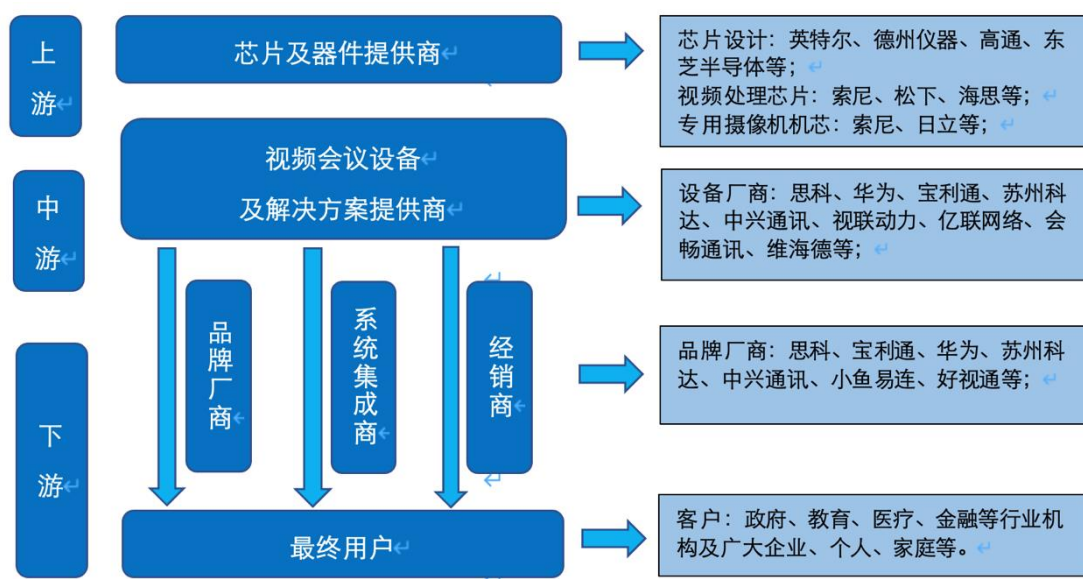 上
游
芯片及器件提供商
芯片设计：英特尔、德州仪器、高通、东
芝半导体等；
视频处理芯片：索尼、松下、海思等；
专用摄像机机芯：索尼、日立等；
中
游
视频会议设备
及解决方案提供商
设备厂商：思科、华为、宝利通、苏州科
达、中兴通讯、视联动力、亿联网络、会
畅通讯、维海德等；
下
游
品牌厂商
系统集成商
经销商
品牌厂商：思科、宝利通、华为、苏州科
达、中兴通讯、小鱼易连、好视通等；
最终用户
客户：政府、教育、医疗、金融等行业机
构及广大企业、个人、家庭等。